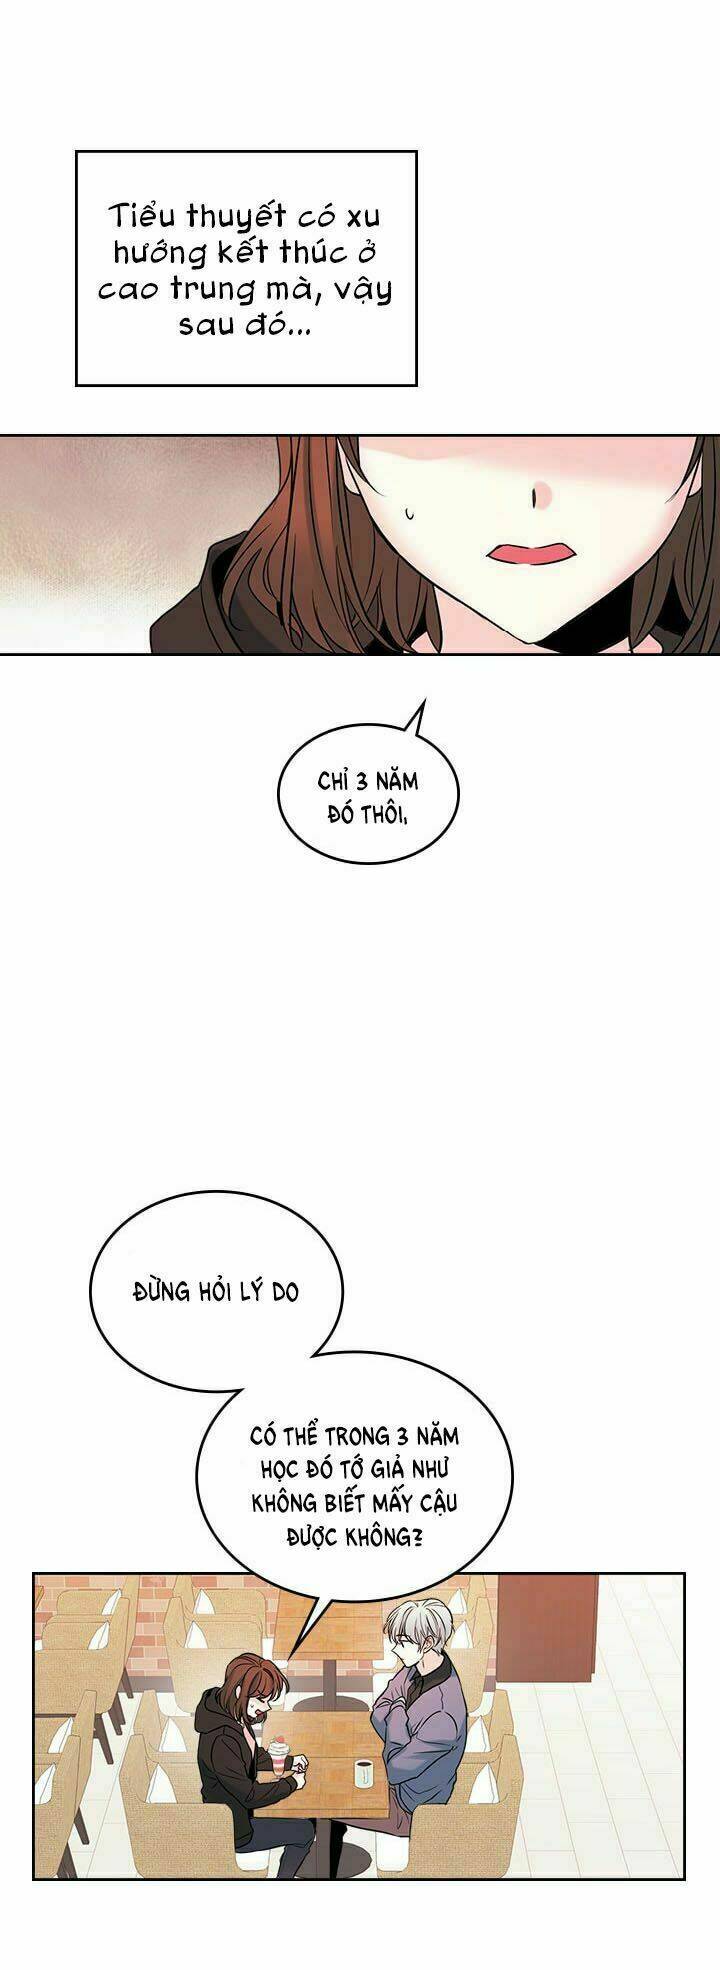 Tiểu thuyết có xu
hướng kết thúc ở
cao trung mà, vậy
sau đó...
CHỈ 3 NĂM
ĐÓ THÔI,
ĐỪNG HỎI LÝ DO
CÓ THỂ TRONG 3 NĂM
HỌC ĐÓ TỚ GIẢ NHƯ
KHÔNG BIẾT MẤY CẬU
ĐƯỢC KHÔNG?